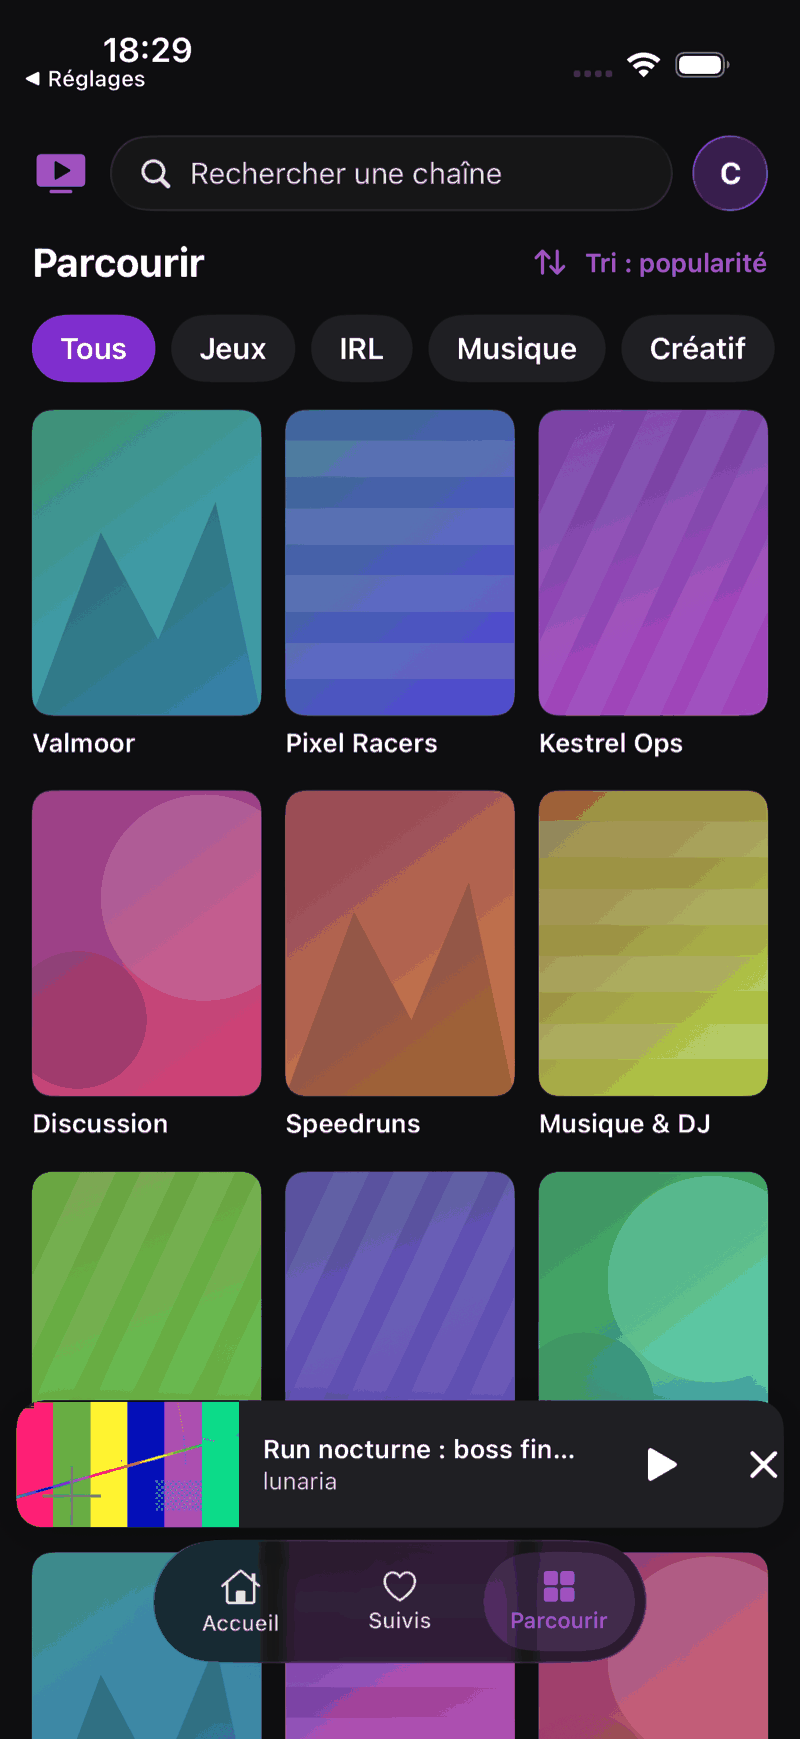 18:29
◀ Réglages
Rechercher une chaîne
C
Parcourir
Tri : popularité
Tous
Jeux
IRL
Musique
Créatif
Valmoor
Pixel Racers
Kestrel Ops
Discussion
Speedruns
Musique & DJ
Run nocturne : boss fin...
lunaria
Accueil
Suivis
Parcourir